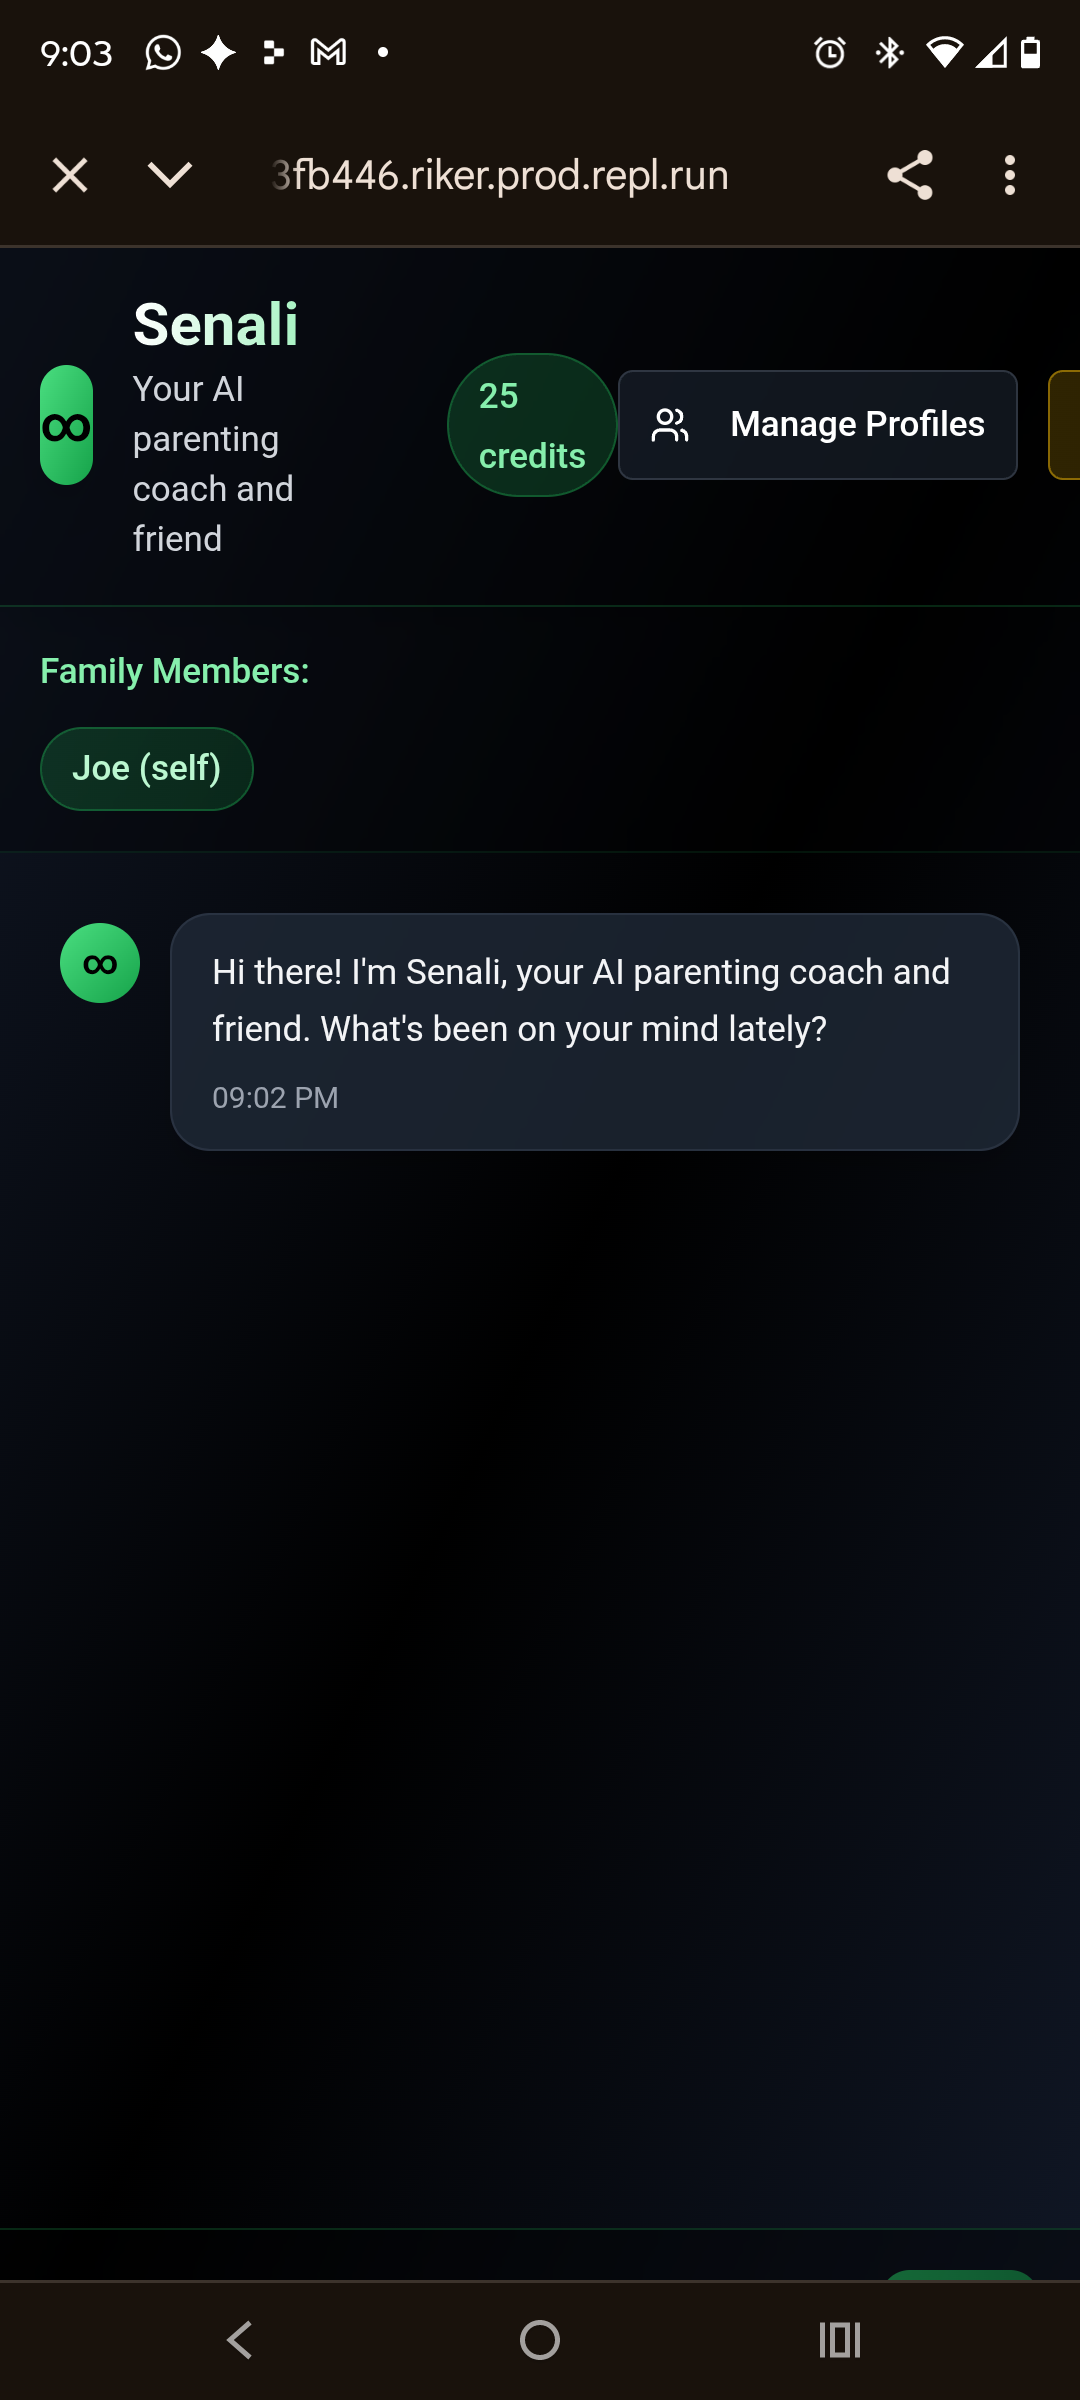 9:03
3fb446.riker.prod.repl.run
Senali
Your AI
parenting
coach and
friend
25
credits
Manage Profiles
Family Members:
Joe (self)
Hi there! I'm Senali, your AI parenting coach and
friend. What's been on your mind lately?
09:02 PM